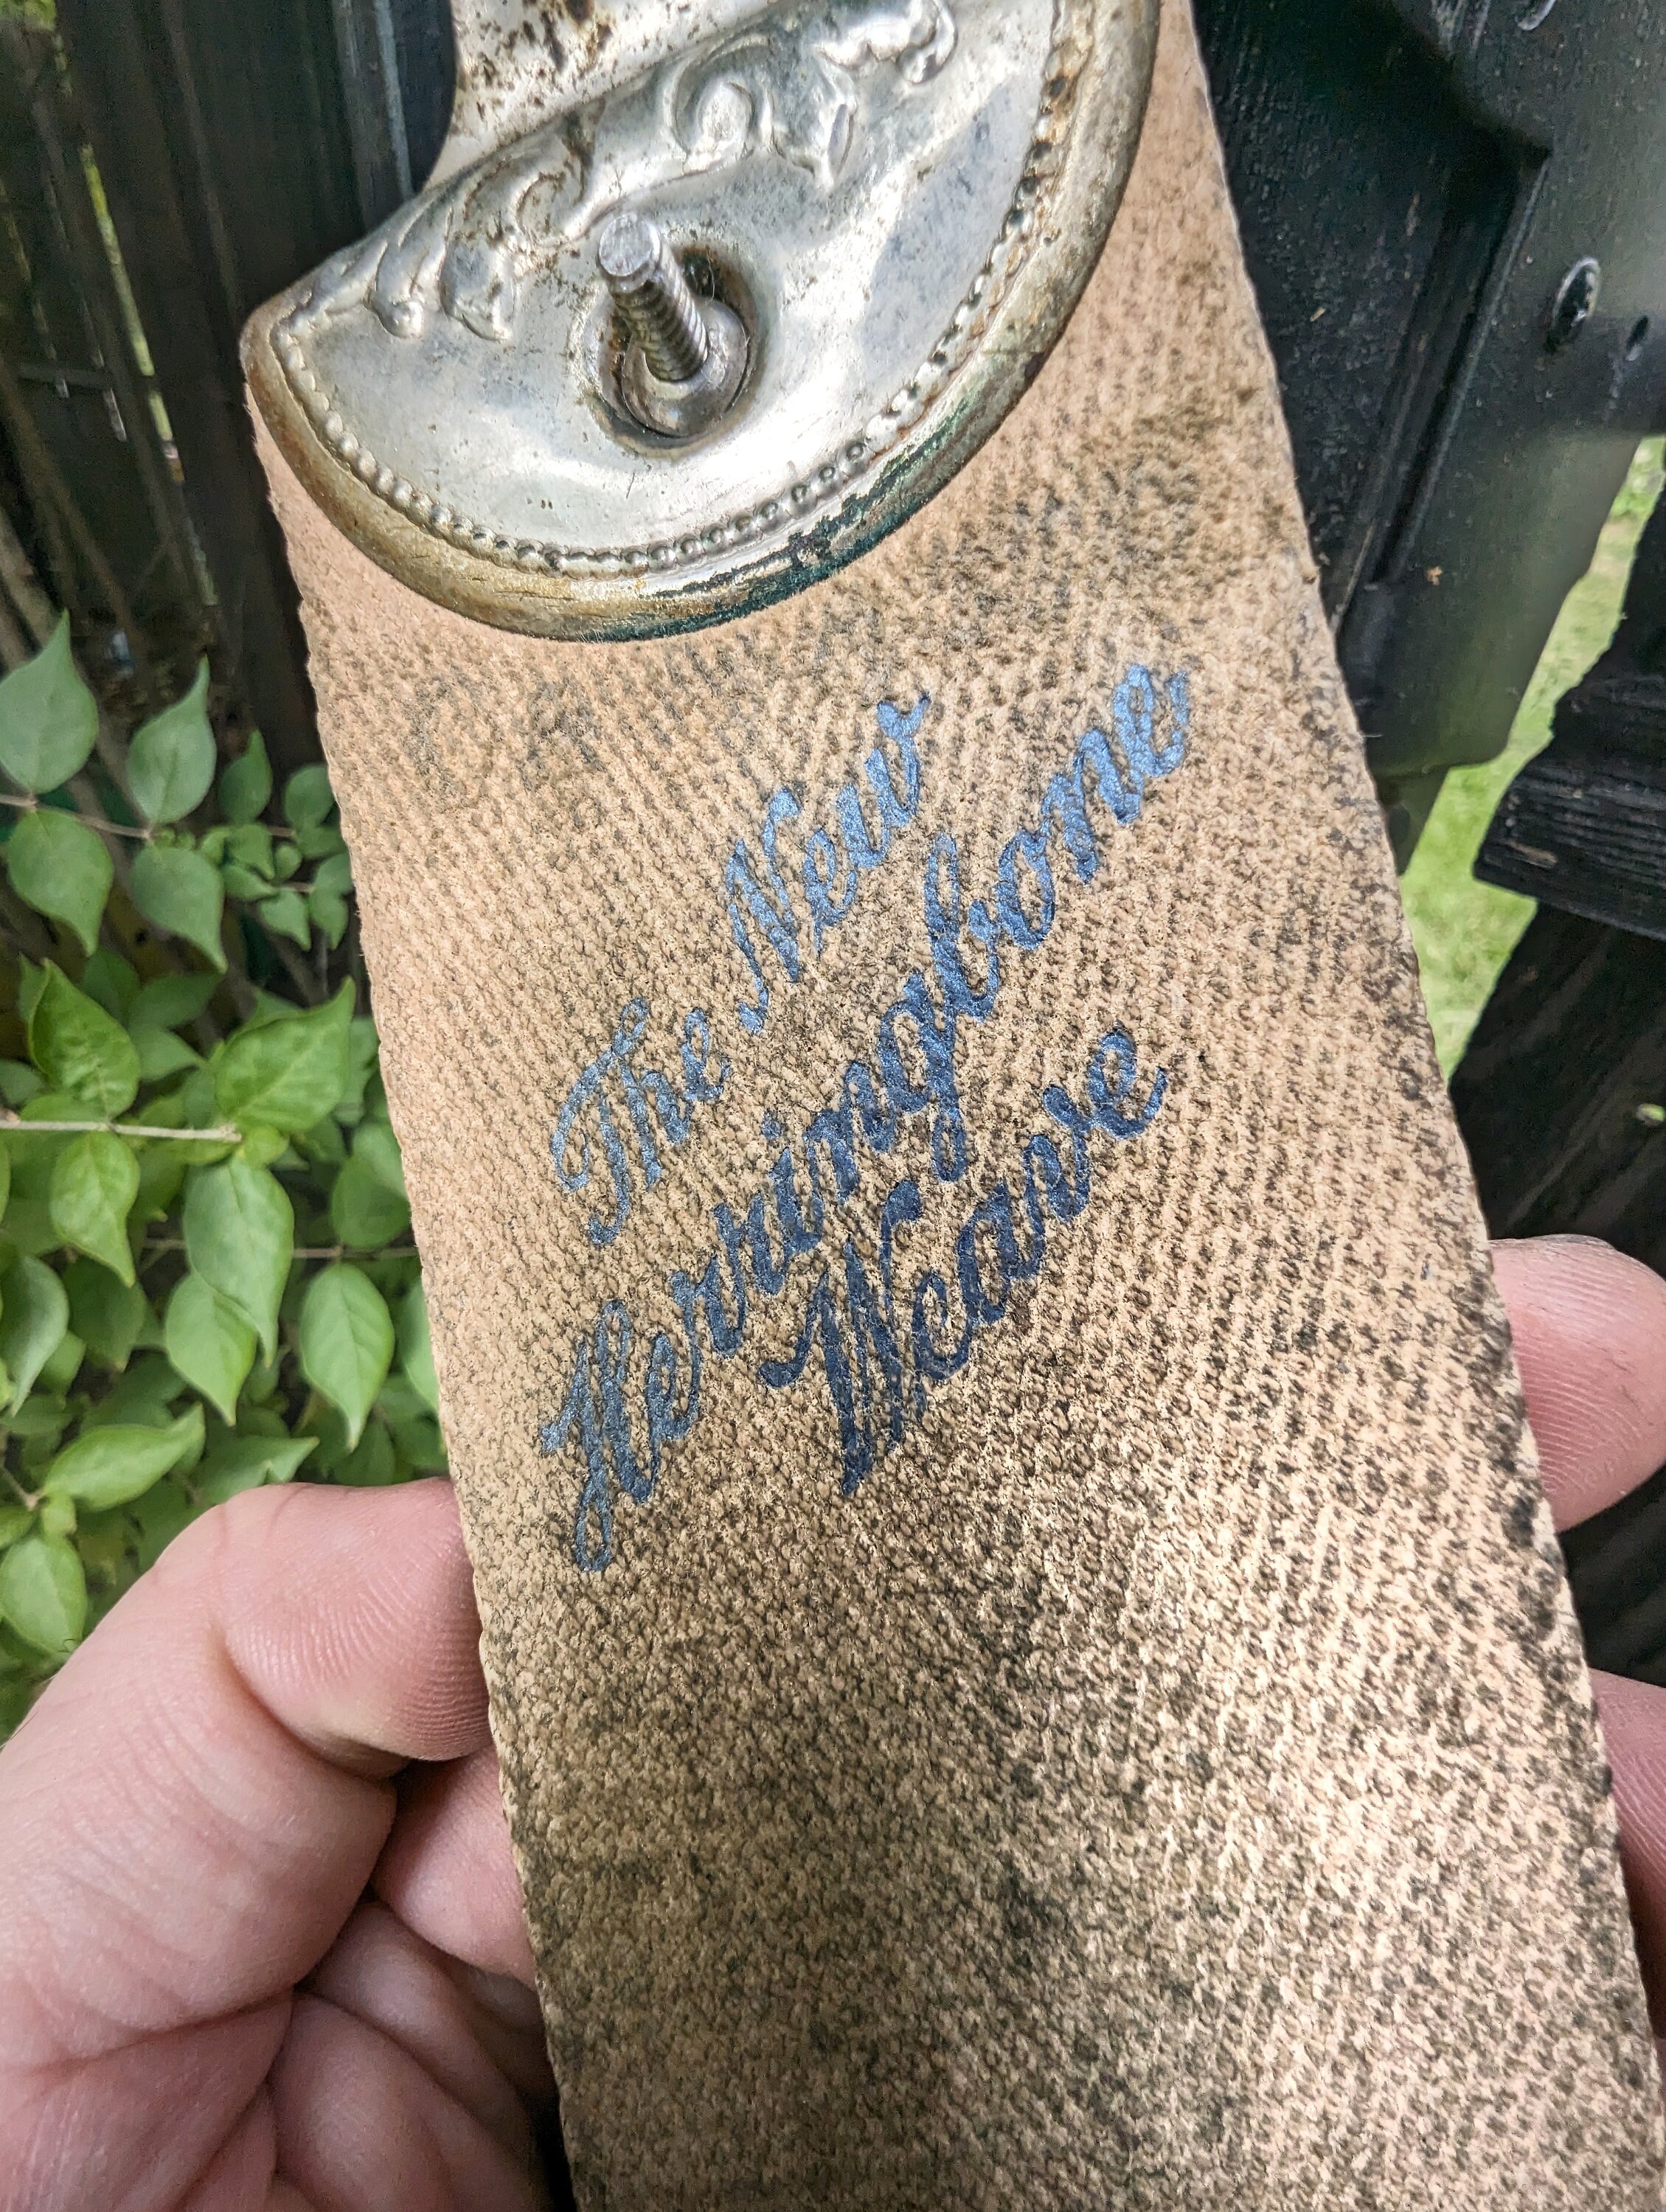 The New
Herringbone,
Weave